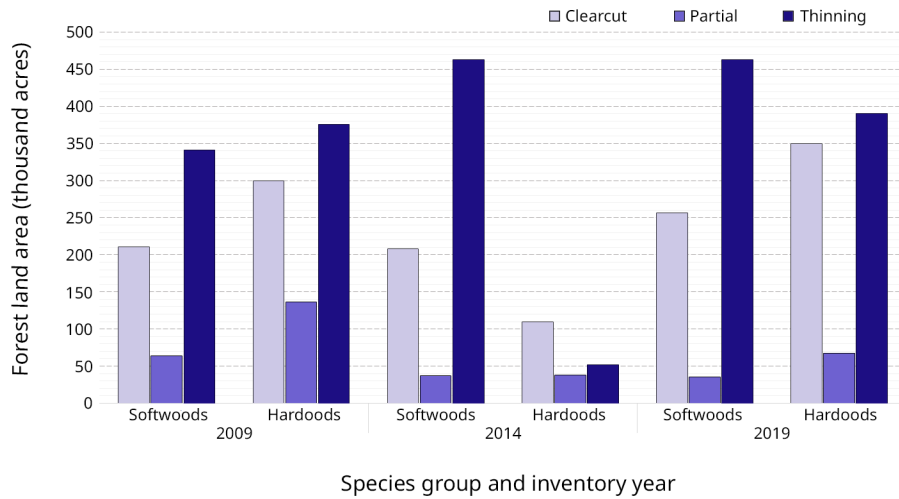 Clearcut Partial Thinning
Forest land area (thousand acres)
500
450
400
350
300
250
200
150
100
50
0
Softwoods Hardoods Softwoods Hardoods Softwoods Hardoods
2009 2014 2019
Species group and inventory year